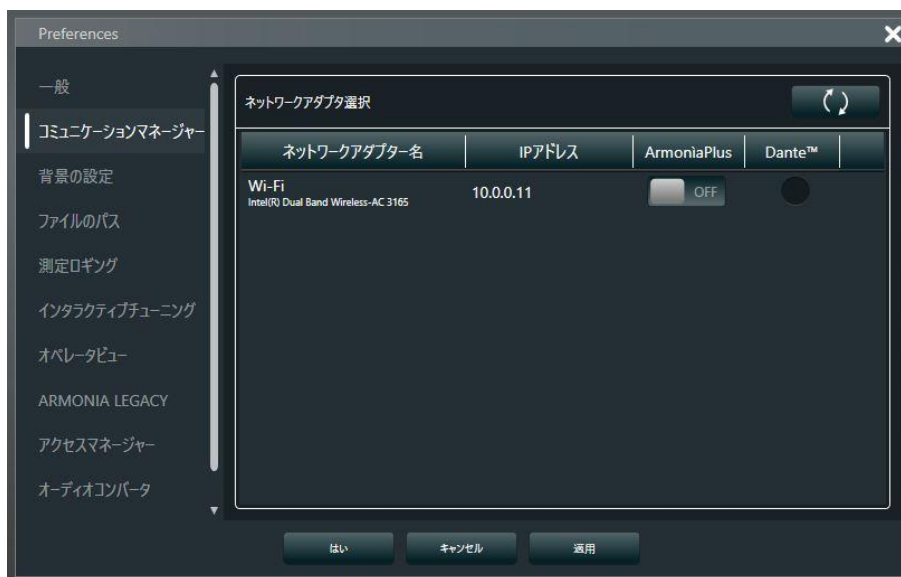 Preferences
一般
コミュニケーションマネージャー
背景の設定
ファイルのパス
測定ロギング
インタラクティブチューニング
オペレータビュー
ARMONIA LEGACY
アクセスマネージャー
オーディオコンバータ
ネットワークアダプタ選択
ネットワークアダプター名 IPアドレス ArmonìaPlus Dante™
Wi-Fi 10.0.0.11 OFF
Intel(R) Dual Band Wireless-AC 3165
はい キャンセル 適用